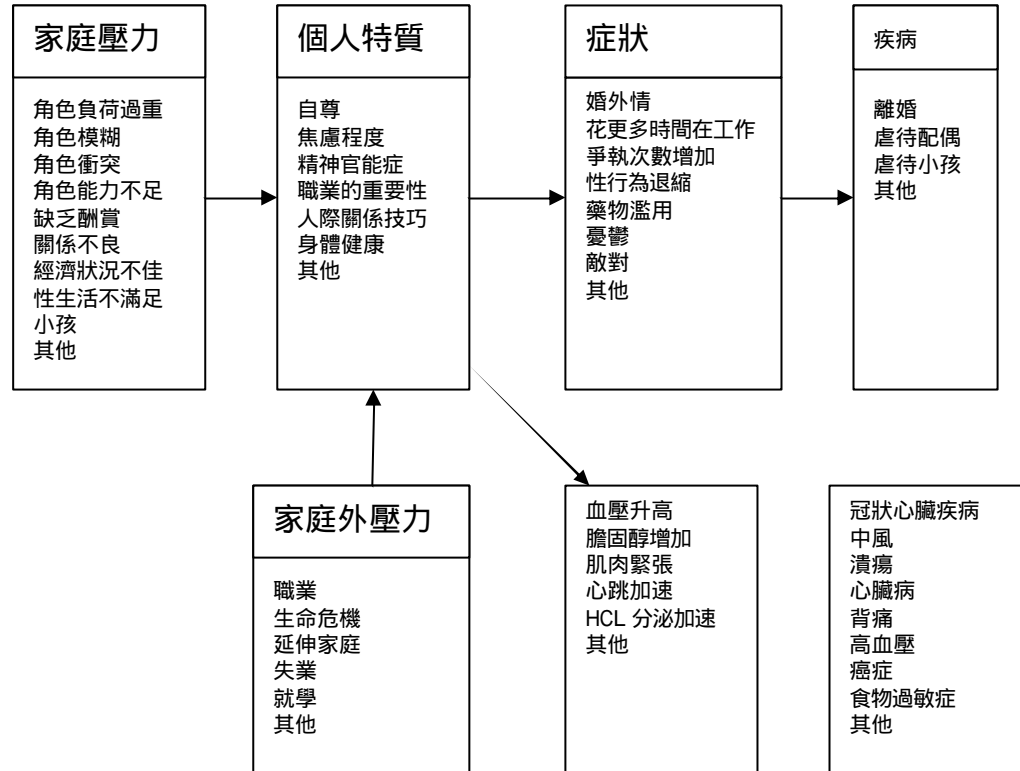 家庭壓力
角色負荷過重
角色模糊
角色衝突
角色能力不足
缺乏酬賞
關係不良
經濟狀況不佳
性生活不滿足
小孩
其他
個人特質
自尊
焦慮程度
精神官能症
職業的重要性
人際關係技巧
身體健康
其他
症狀
婚外情
花更多時間在工作
爭執次數增加
性行為退縮
藥物濫用
憂鬱
敵對
其他
疾病
離婚
虐待配偶
虐待小孩
其他
家庭外壓力
職業
生命危機
延伸家庭
失業
就學
其他
血壓升高
膽固醇增加
肌肉緊張
心跳加速
HCL 分泌加速
其他
冠狀心臟疾病
中風
潰瘍
心臟病
背痛
高血壓
癌症
食物過敏症
其他